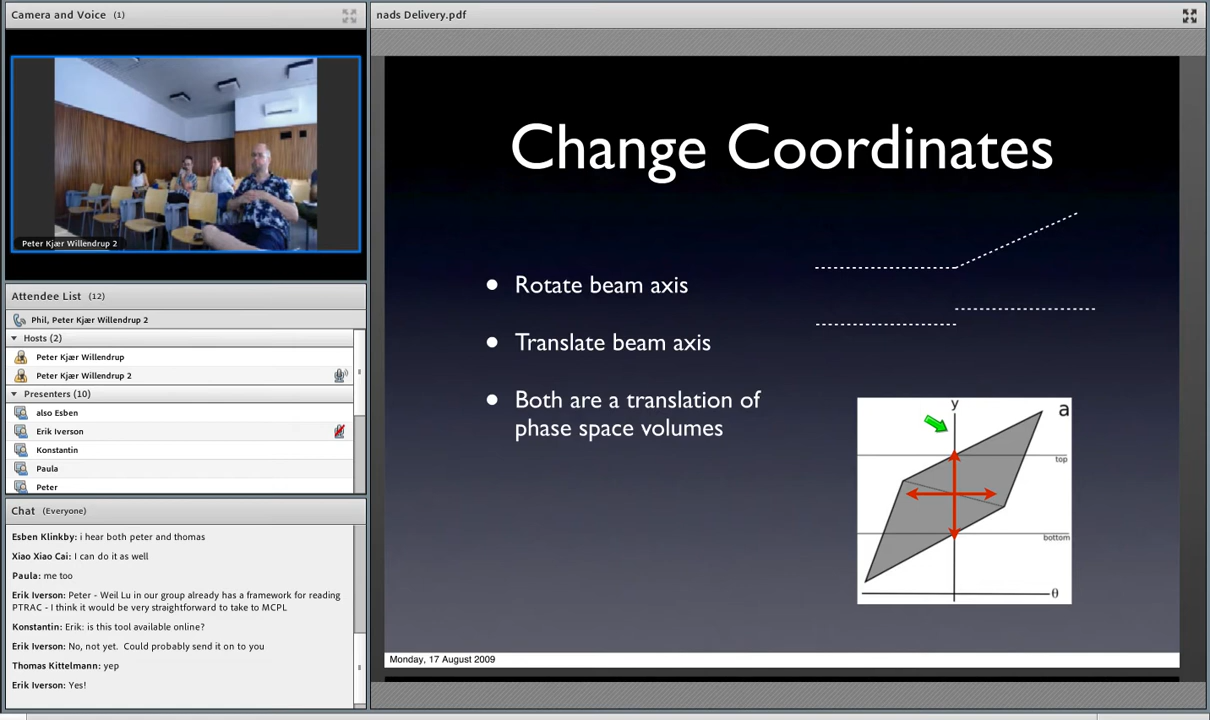 Camera and Voice (1)
Peter Kjær Willendrup 2
Attendee List (12)
Phil, Peter Kjær Willendrup 2
Hosts (2)
Peter Kjær Willendrup
Peter Kjær Willendrup 2
Presenters (10)
also Esben
Erik Iverson
Konstantin
Paula
Peter
Chat (Everyone)
Esben Klinkby: i hear both peter and thomas
Xiao Xiao Cai: I can do it as well
Paula: me too
Erik Iverson: Peter - Weil Lu in our group already has a framework for reading
PTRAC - I think it would be very straightforward to take to MCPL
Konstantin: Erik: is this tool available online?
Erik Iverson: No, not yet. Could probably send it on to you
Thomas Kittelmann: yep
Erik Iverson: Yes!
nads Delivery.pdf
Change Coordinates
• Rotate beam axis
• Translate beam axis
• Both are a translation of
phase space volumes
y
a
top
bottom
θ
Monday, 17 August 2009